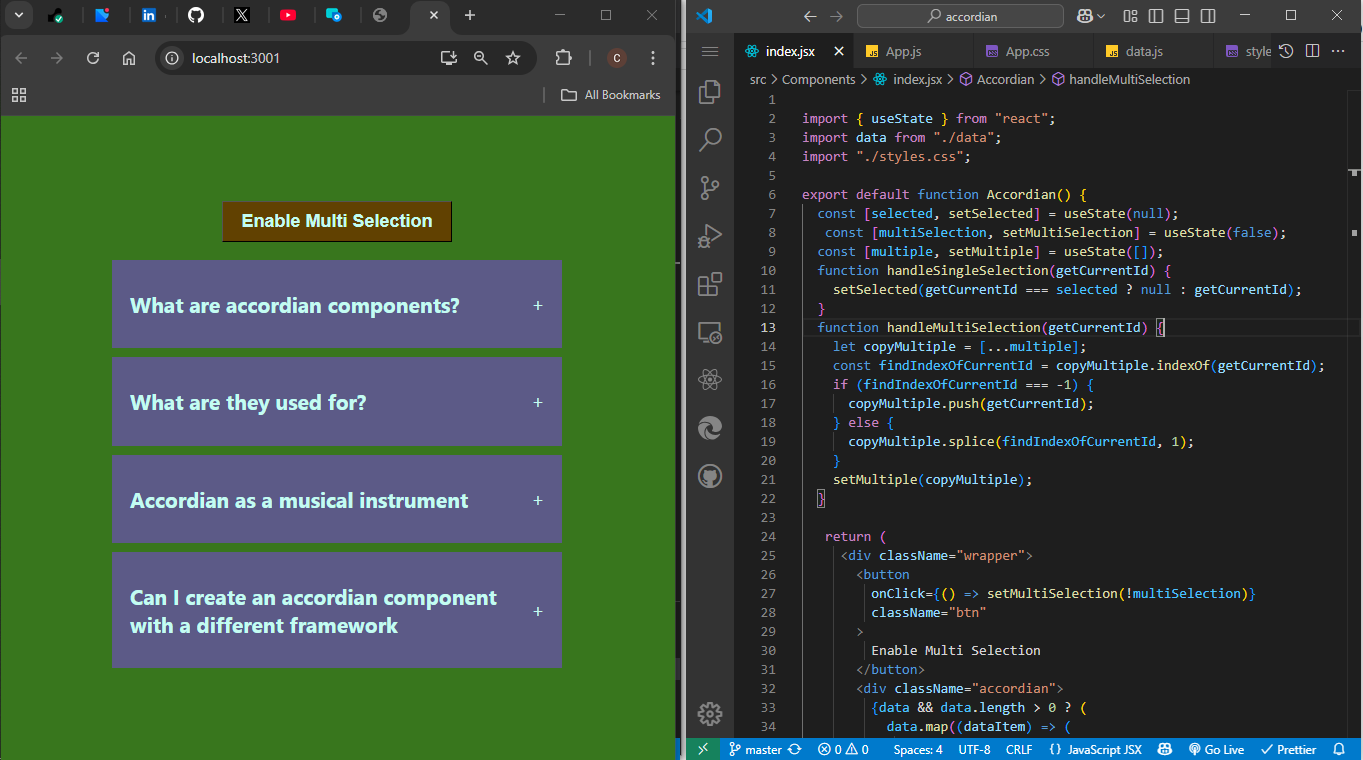 localhost:3001
C
All Bookmarks
Enable Multi Selection
What are accordian components?
+
What are they used for?
+
Accordian as a musical instrument
+
Can I create an accordian component
with a different framework
+
accordian
index.jsx
App.js
App.css
data.js
style
src > Components > index.jsx > Accordian > handleMultiSelection
1
2 import { useState } from "react";
3 import data from "./data";
4 import "./styles.css";
5
6 export default function Accordian() {
7 const [selected, setSelected] = useState(null);
8 const [multiSelection, setMultiSelection] = useState(false);
9 const [multiple, setMultiple] = useState([]);
10 function handleSingleSelection(getCurrentId) {
11 setSelected(getCurrentId === selected ? null : getCurrentId);
12 }
13 function handleMultiSelection(getCurrentId) {
14 let copyMultiple = [...multiple];
15 const findIndexOfCurrentId = copyMultiple.indexOf(getCurrentId);
16 if (findIndexOfCurrentId === -1) {
17 copyMultiple.push(getCurrentId);
18 } else {
19 copyMultiple.splice(findIndexOfCurrentId, 1);
20 }
21 setMultiple(copyMultiple);
22 }
23
24 return (
25 <div className="wrapper">
26 <button
27 onClick={() => setMultiSelection(!multiSelection)}
28 className="btn"
29 >
30 Enable Multi Selection
31 </button>
32 <div className="accordian">
33 {data && data.length > 0 ? (
34 data.map((dataItem) => (
master 0 0 Spaces: 4 UTF-8 CRLF {} JavaScript JSX Go Live Prettier